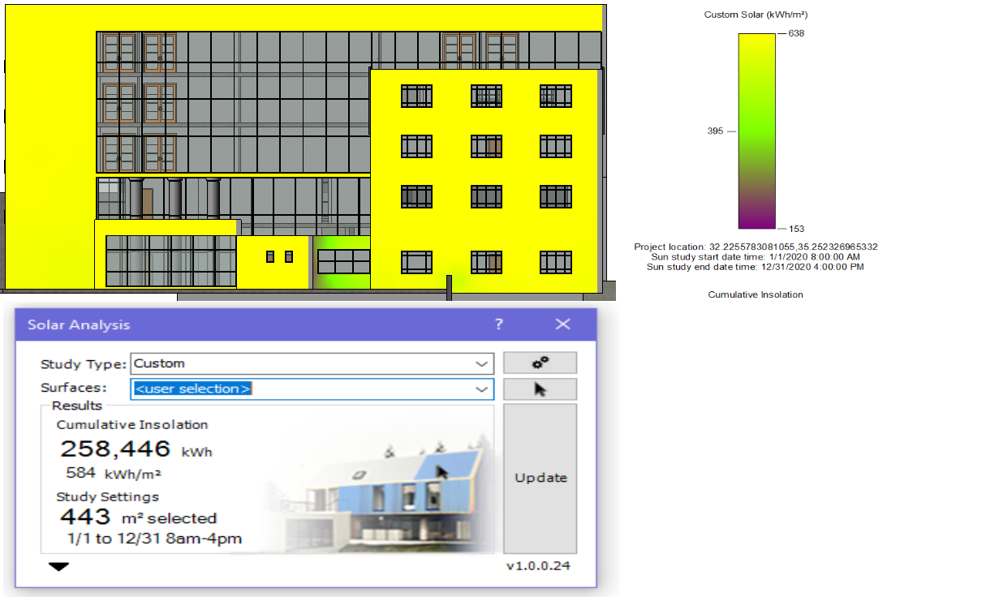 Custom Solar (kWh/m²)
638
395
153
Project location: 32.2255783081055,35.252326965332
Sun study start date time: 1/1/2020 8:00:00 AM
Sun study end date time: 12/31/2020 4:00:00 PM
Cumulative Insolation
Solar Analysis
?
Study Type: Custom
Surfaces: <user selection>
Results
Cumulative Insolation
258,446 kWh
584 kWh/m²
Update
Study Settings
443 m² selected
1/1 to 12/31 8am-4pm
v1.0.0.24